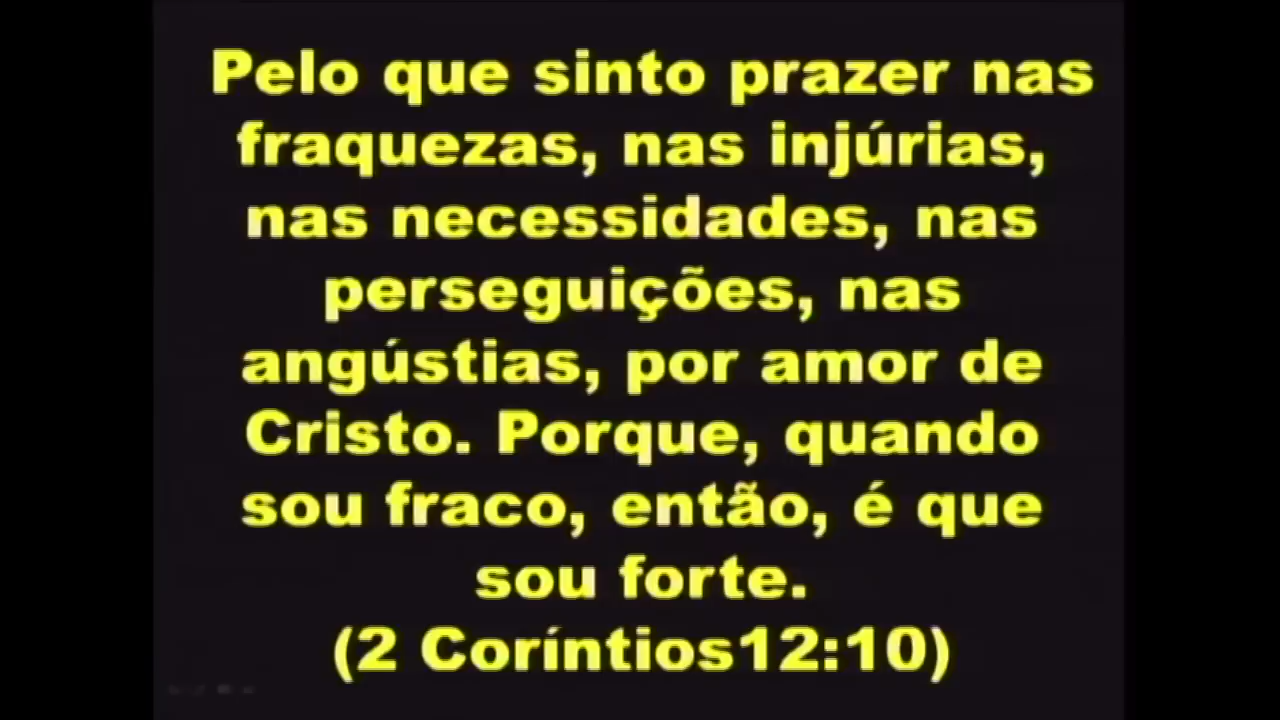 Pelo que sinto prazer nas
fraquezas, nas injúrias,
nas necessidades, nas
perseguições, nas
angústias, por amor de
Cristo. Porque, quando
sou fraco, então, é que
sou forte.
(2 Coríntios12:10)